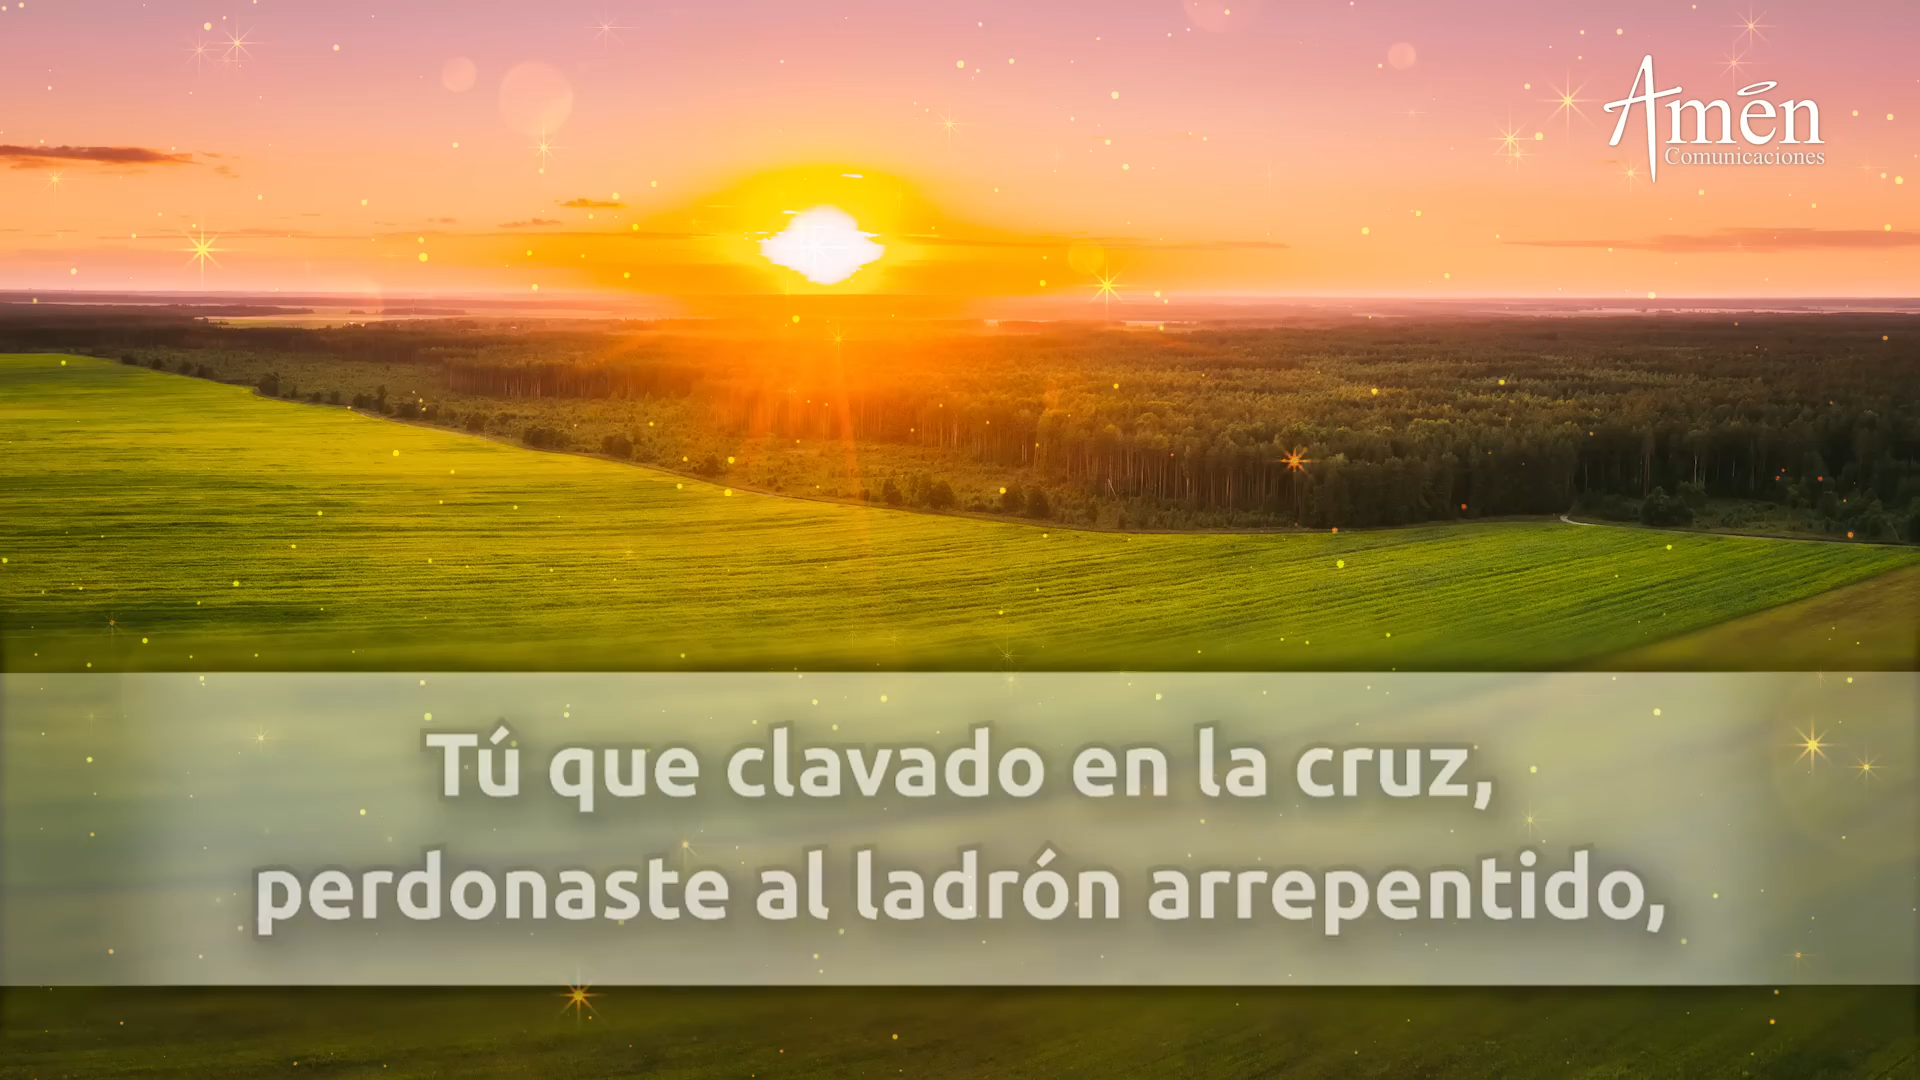 Amén
Comunicaciones
Tú que clavado en la cruz,
perdonaste al ladrón arrepentido,